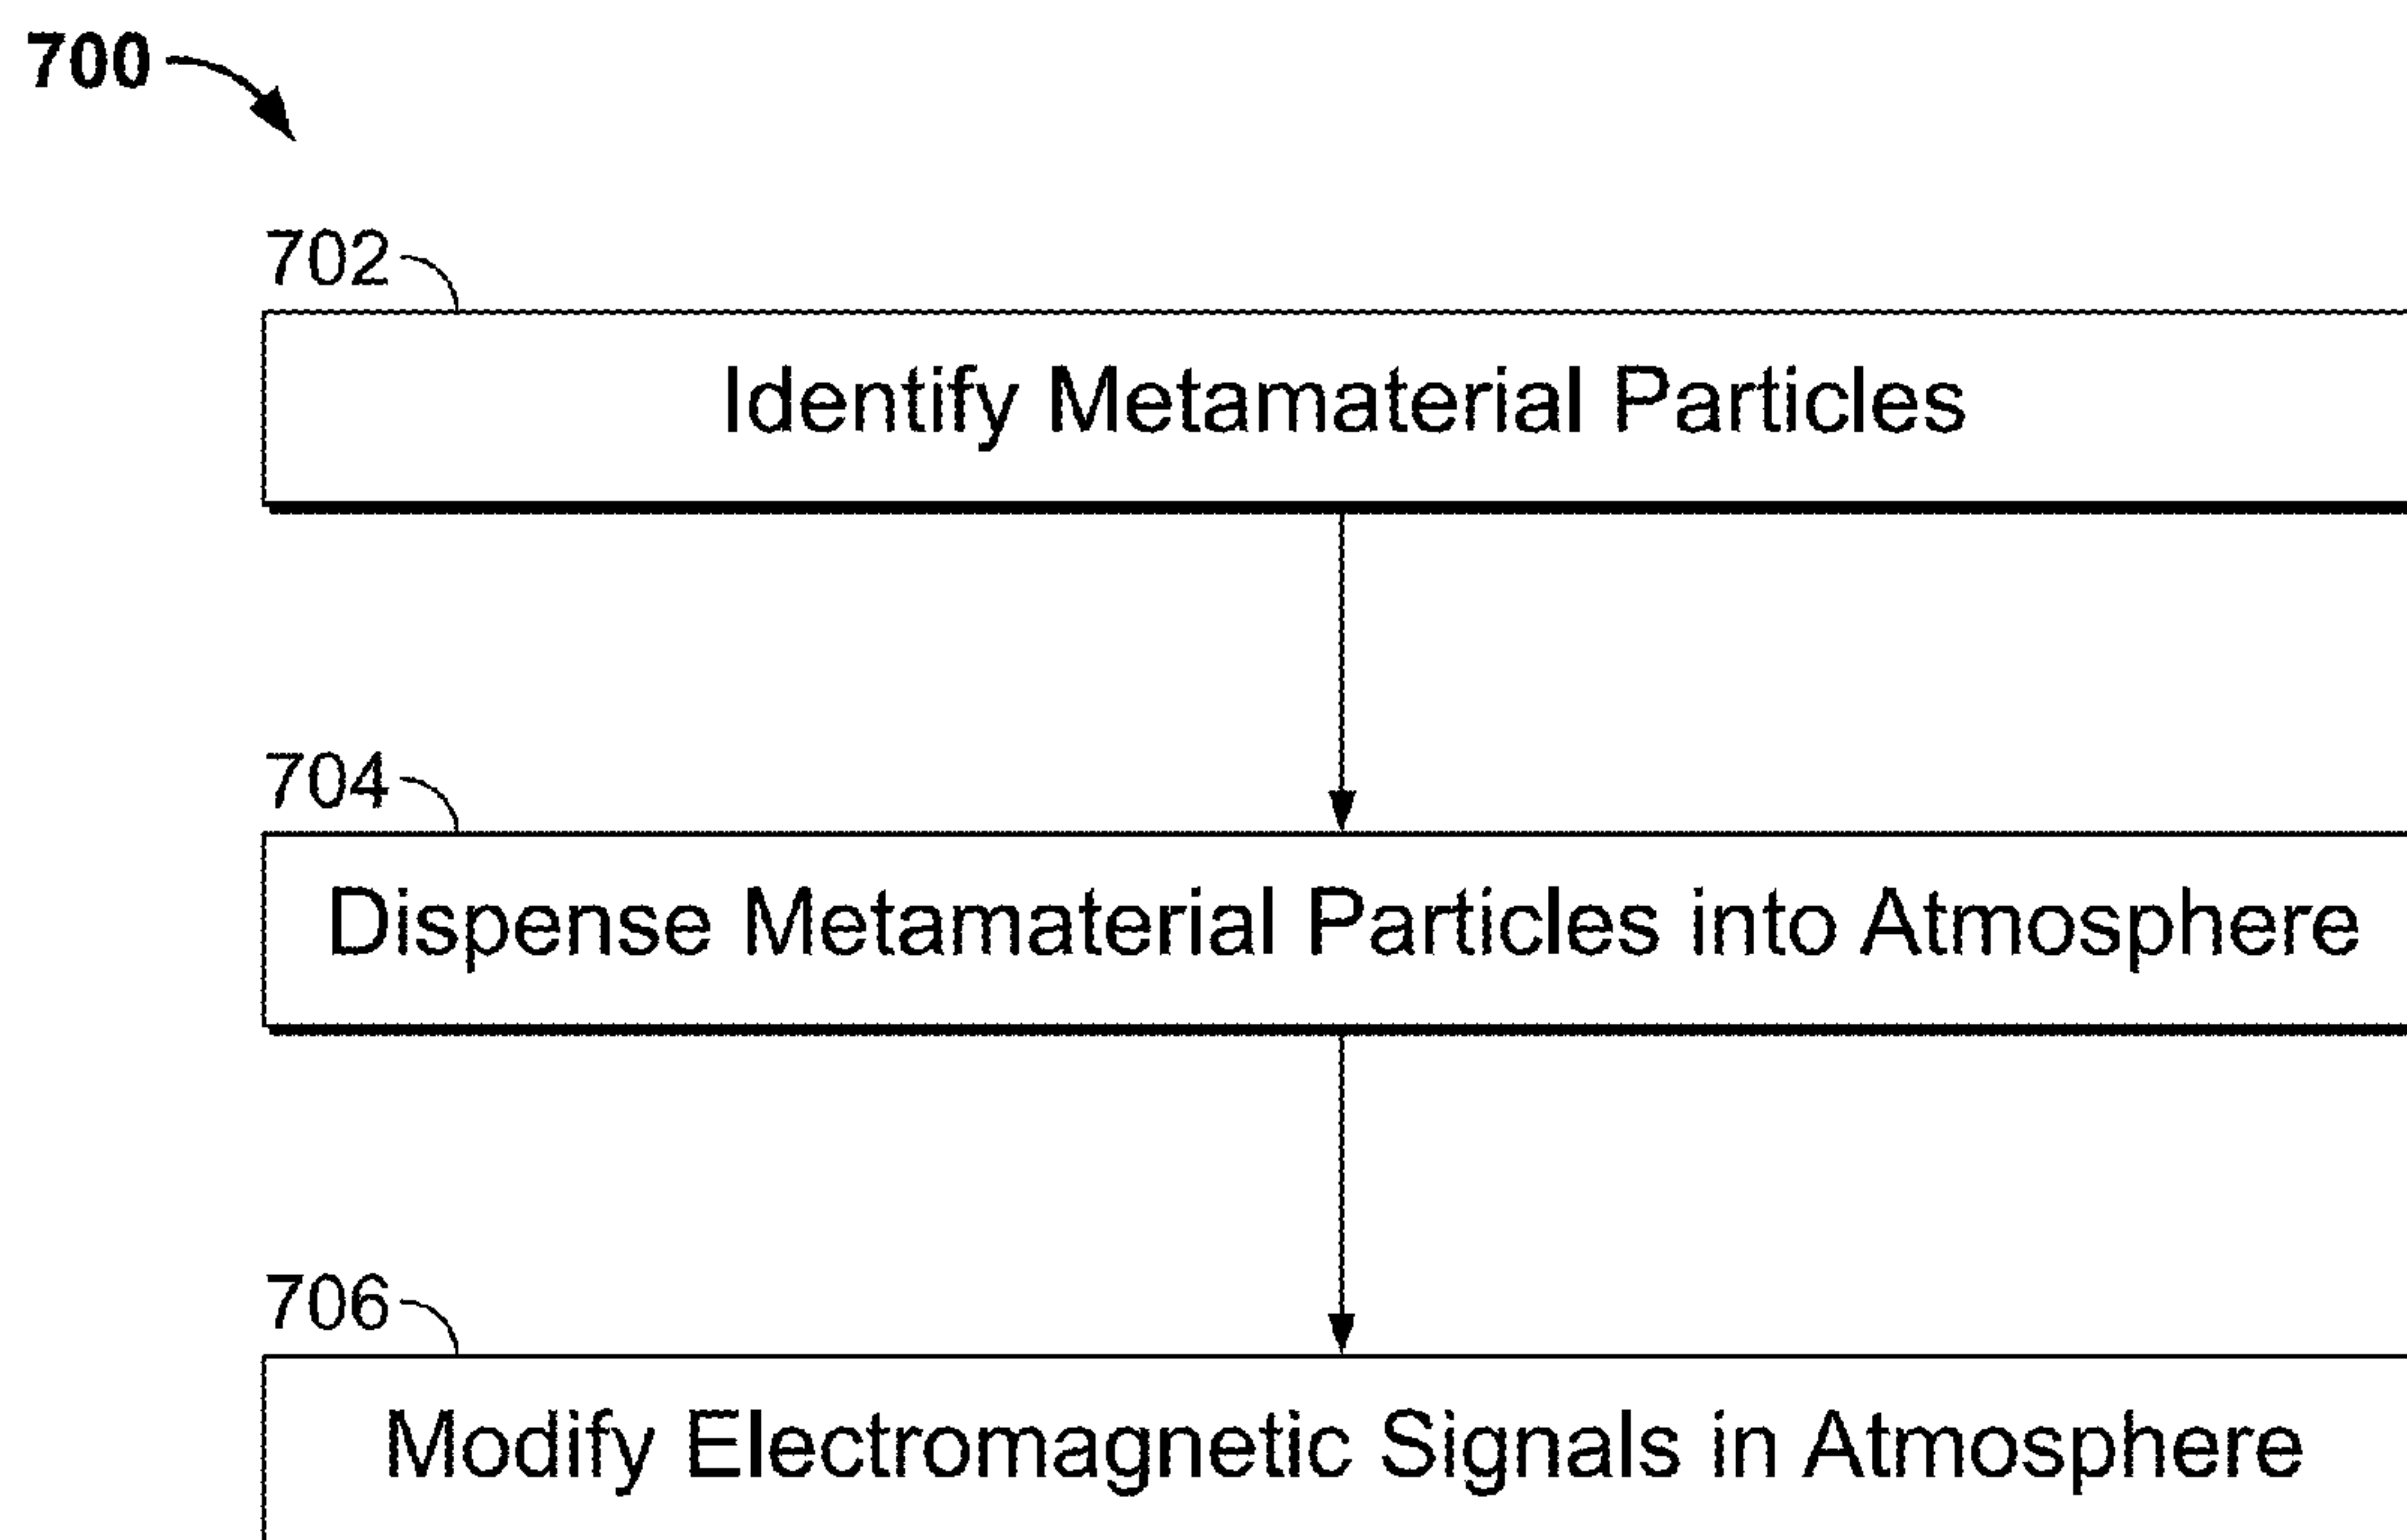 700
702
Identify Metamaterial Particles
704
Dispense Metamaterial Particles into Atmosphere
706
Modify Electromagnetic Signals in Atmosphere